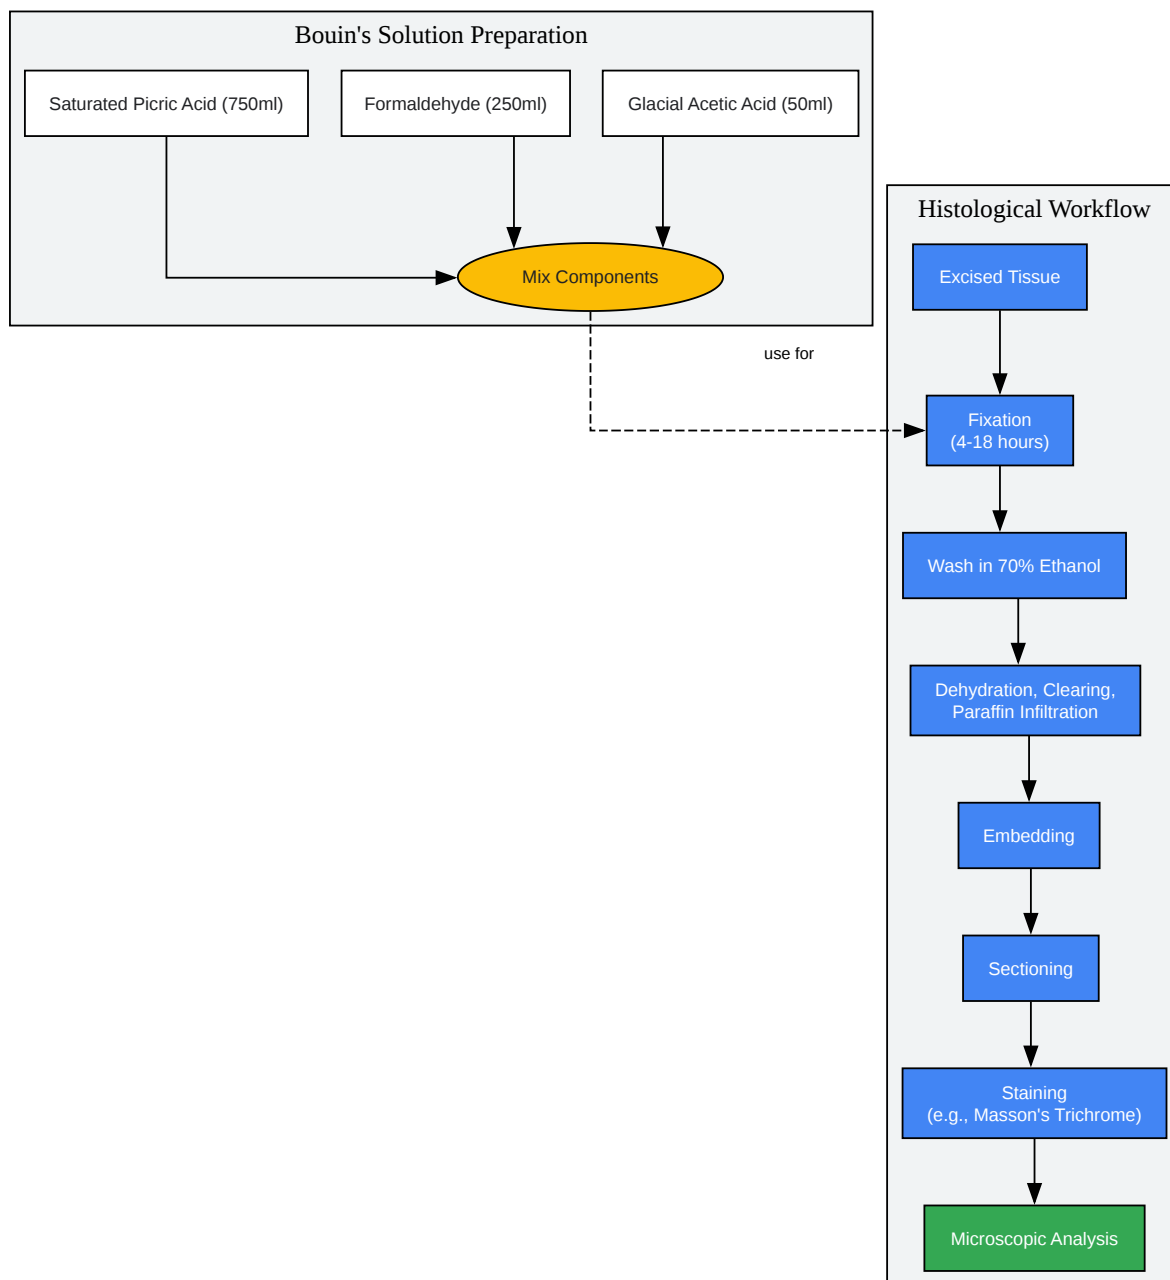 Bouin's Solution Preparation
Saturated Picric Acid (750ml)
Formaldehyde (250ml)
Glacial Acetic Acid (50ml)
Mix Components
use for
Histological Workflow
Excised Tissue
Fixation
(4-18 hours)
Wash in 70% Ethanol
Dehydration, Clearing,
Paraffin Infiltration
Embedding
Sectioning
Staining
(e.g., Masson's Trichrome)
Microscopic Analysis